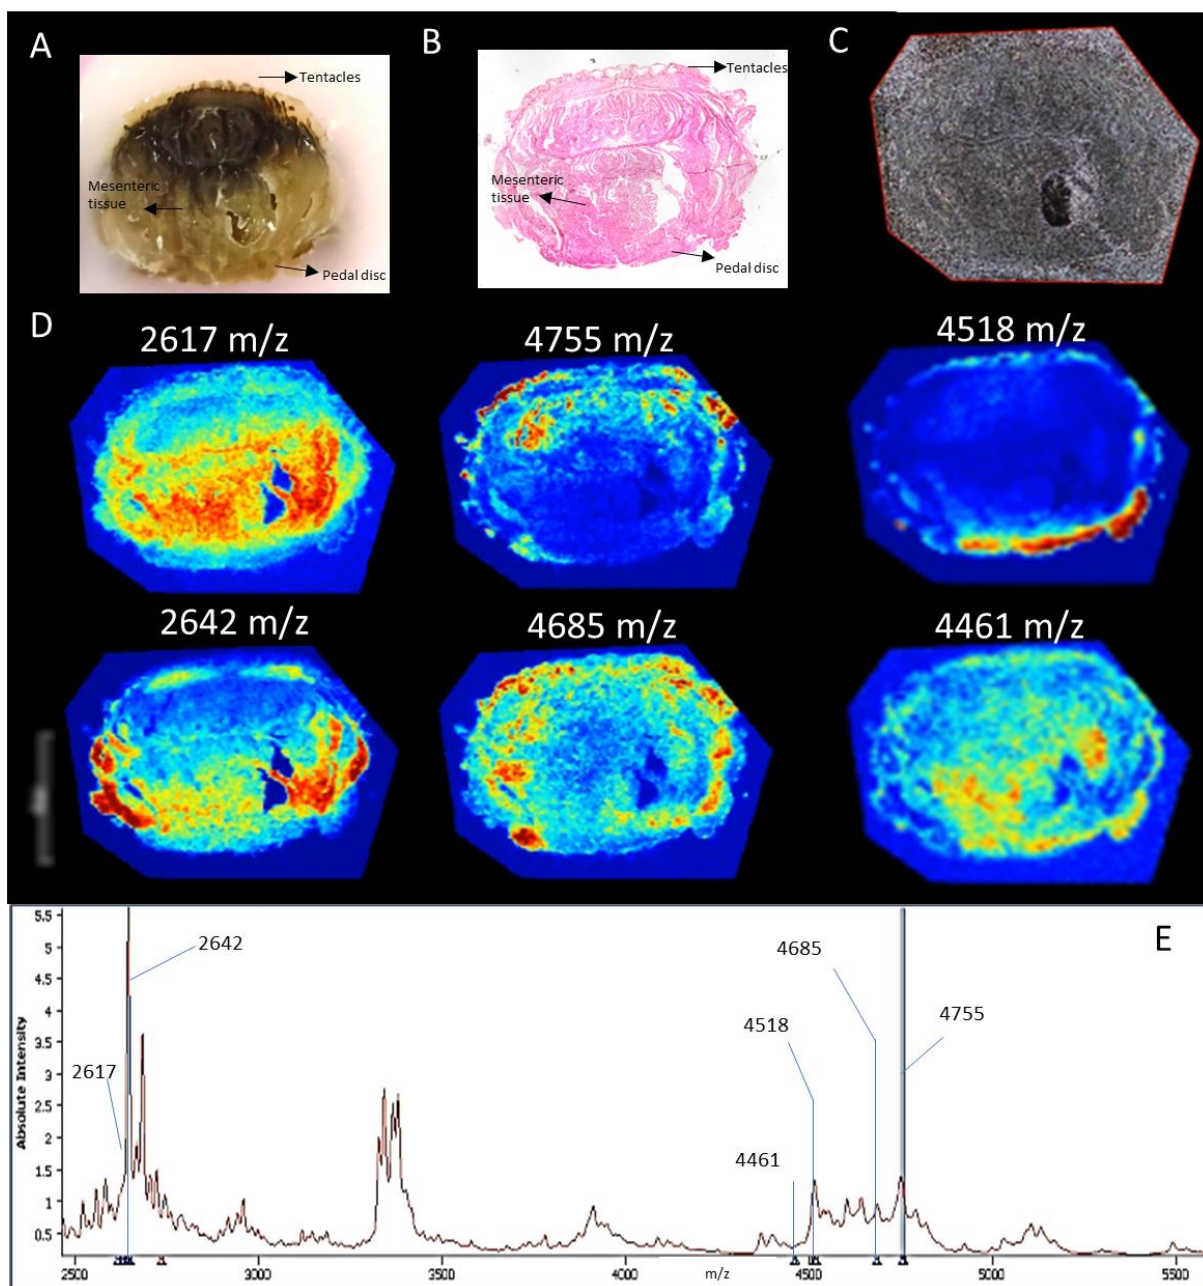 A
B
C
Tentacles
Tentacles
Mesenteric
tissue
Mesenteric
tissue
Pedal disc
Pedal disc
D
2617 m/z
4755 m/z
4518 m/z
2642 m/z
4685 m/z
4461 m/z
E
5.5
5
4.5
4
3.5
3
2.5
2
1.5
1
0.5
Absolute Intensity
2642
4685
4518
4755
2617
4461
2500
3000
3500
4000
m/z
4500
5000
5500